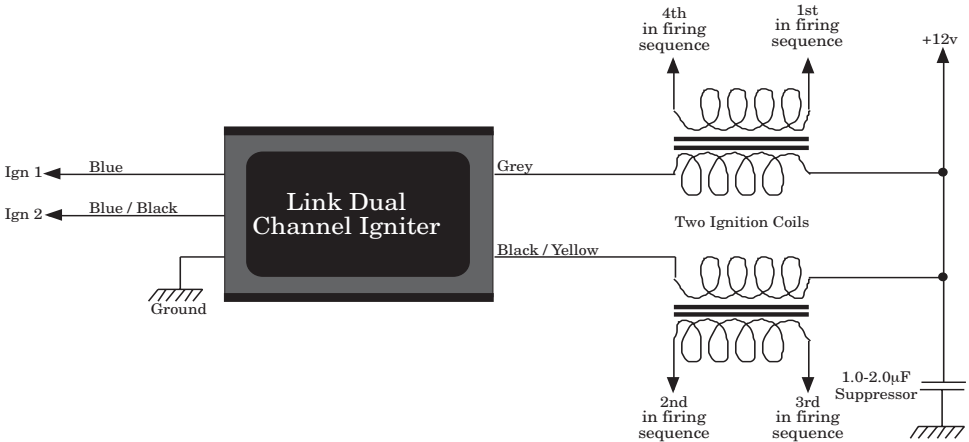 4th
in firing
sequence
1st
in firing
sequence
+12v
Ign 1
Blue
Grey
Ign 2
Blue / Black
Link Dual
Channel Igniter
Two Ignition Coils
Black / Yellow
Ground
1.0-2.0µF
Suppressor
2nd
in firing
sequence
3rd
in firing
sequence